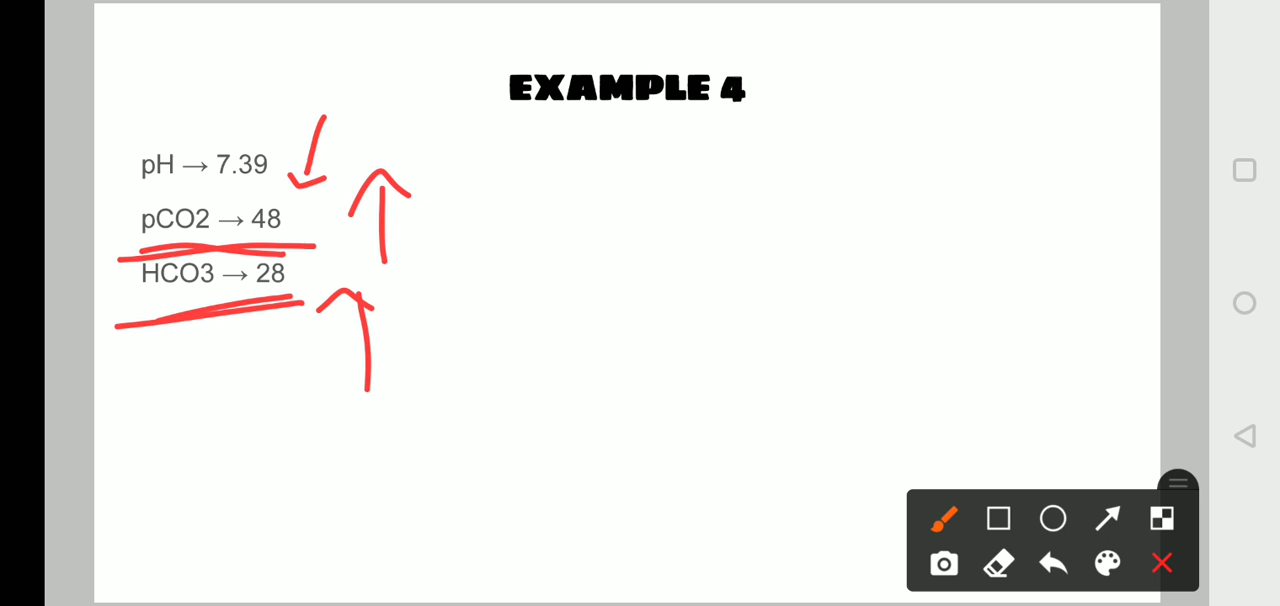 EXAMPLE 4
pH → 7.39
pCO2 → 48
HCO3 → 28